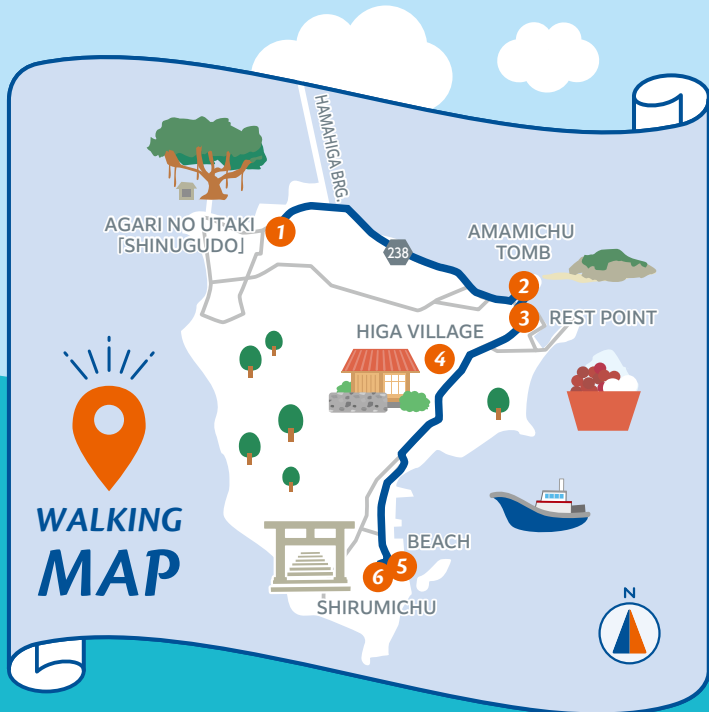 HAMAHIGA BRG.
AGARI NO UTAKI
[SHINUGUDO]
1
238
AMAMICHU
TOMB
2
3
REST POINT
HIGA VILLAGE
4
WALKING
MAP
BEACH
5
6
SHIRUMICHU
N